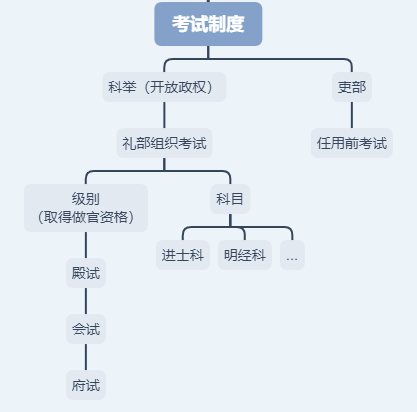 考试制度
科举（开放政权）
吏部
礼部组织考试
任用前考试
级别
（取得做官资格）
科目
进士科
明经科
...
殿试
会试
府试